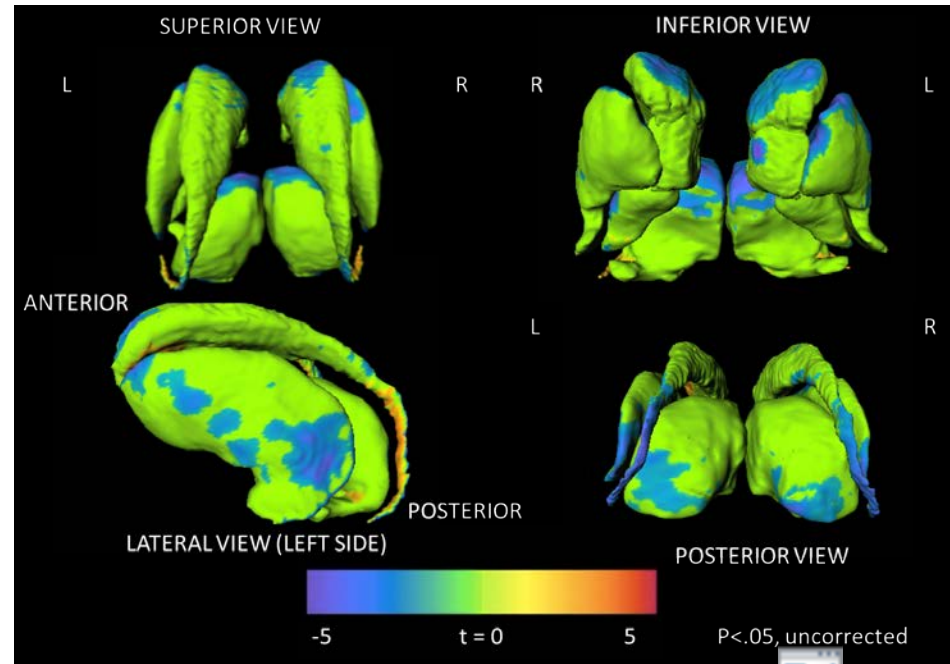 SUPERIOR VIEW
INFERIOR VIEW
L
R
R
L
ANTERIOR
L
R
POSTERIOR
LATERAL VIEW (LEFT SIDE)
POSTERIOR VIEW
-5
t = 0
5
P<.05, uncorrected